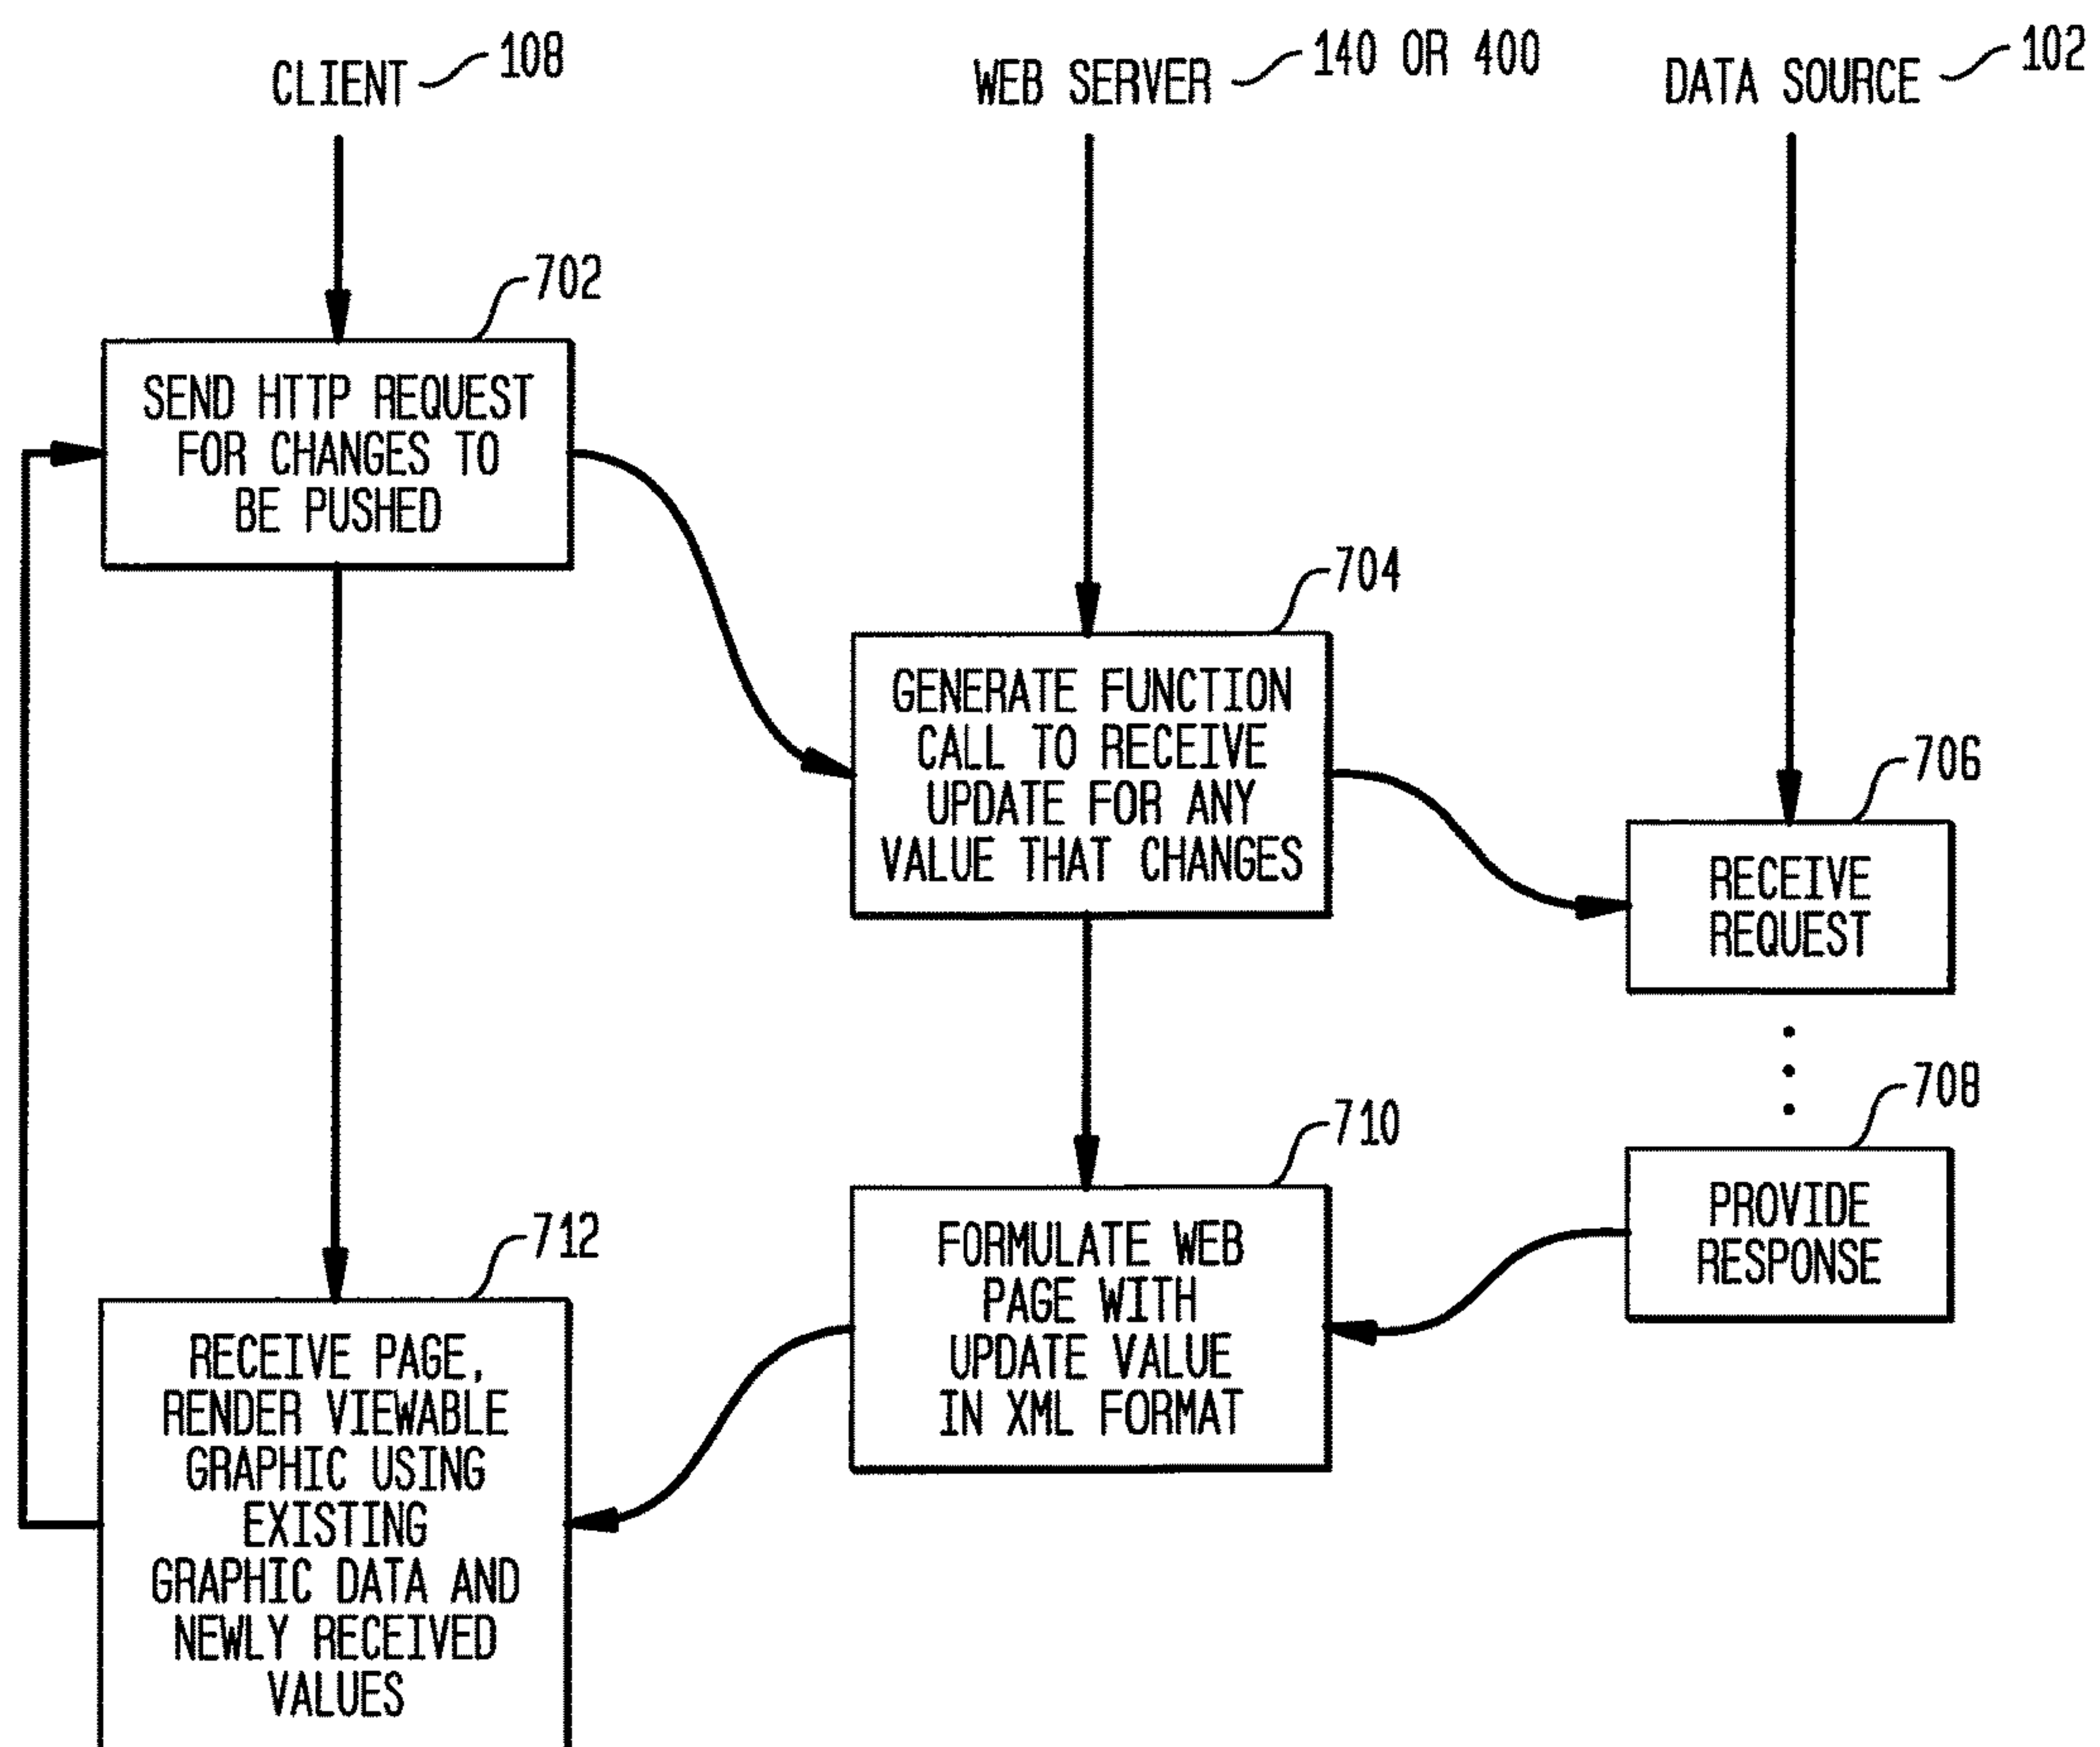 CLIENT 108
WEB SERVER 140 OR 400
DATA SOURCE 102
702
SEND HTTP REQUEST
FOR CHANGES TO
BE PUSHED
704
GENERATE FUNCTION
CALL TO RECEIVE
UPDATE FOR ANY
VALUE THAT CHANGES
706
RECEIVE
REQUEST
708
PROVIDE
RESPONSE
710
FORMULATE WEB
PAGE WITH
UPDATE VALUE
IN XML FORMAT
712
RECEIVE PAGE,
RENDER VIEWABLE
GRAPHIC USING
EXISTING
GRAPHIC DATA AND
NEWLY RECEIVED
VALUES